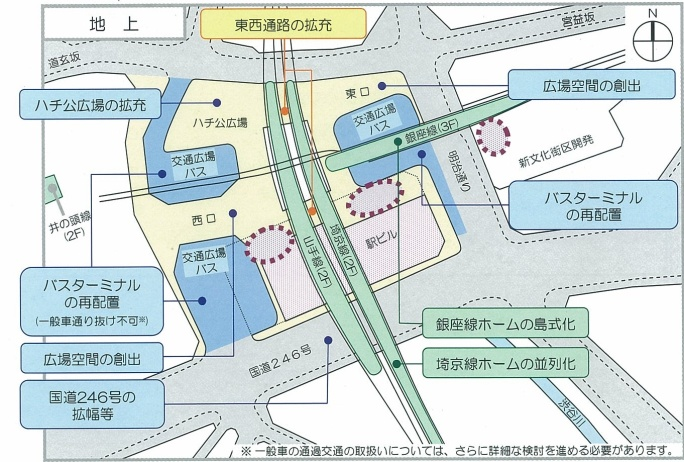 地上
東西通路の拡充
宮益坂
N
道玄坂
広場空間の創出
東口
ハチ公広場の拡充
ハチ公広場
交通広場
バス
銀座線(3F)
新文化街区開発
交通広場
バス
明治通り
バスターミナル
の再配置
井の頭線
(2F)
西口
駅ビル
交通広場
バス
山手線(2F)
埼京線(2F)
バスターミナル
の再配置
(一般車通り抜け不可※)
銀座線ホームの島式化
広場空間の創出
国道246号
埼京線ホームの並列化
国道246号の
拡幅等
渋谷川
※ 一般車の通過交通の取扱いについては、さらに詳細な検討を進める必要があります。